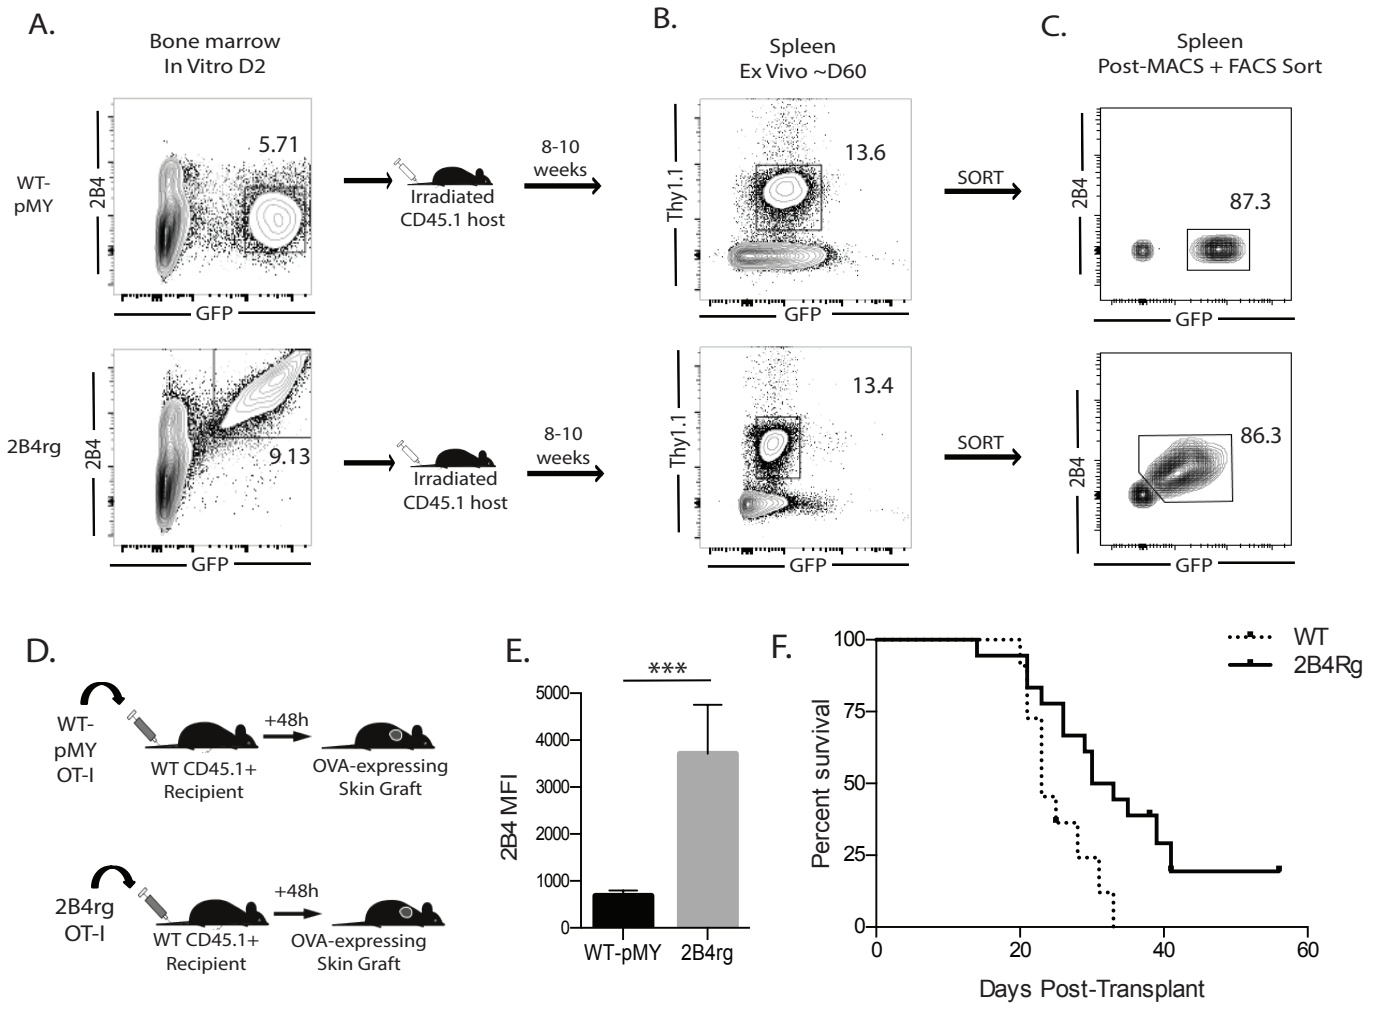 A.
Bone marrow
In Vitro D2
WT-
pMY
2B4
5.71
GFP
Irradiated
CD45.1 host
8-10
weeks
2B4rg
2B4
9.13
GFP
Irradiated
CD45.1 host
8-10
weeks
B.
Spleen
Ex Vivo ~D60
Thy1.1
13.6
GFP
SORT
Thy1.1
13.4
GFP
SORT
C.
Spleen
Post-MACS + FACS Sort
2B4
87.3
GFP
2B4
86.3
GFP
D.
WT-
pMY
OT-I
WT CD45.1+
Recipient
+48h
OVA-expressing
Skin Graft
2B4rg
OT-I
WT CD45.1+
Recipient
+48h
OVA-expressing
Skin Graft
E.
***
2B4 MFI
5000
4000
3000
2000
1000
0
WT-pMY 2B4rg
F.
Percent survival
100
75
50
25
0
0 20 40 60
Days Post-Transplant
WT
2B4Rg